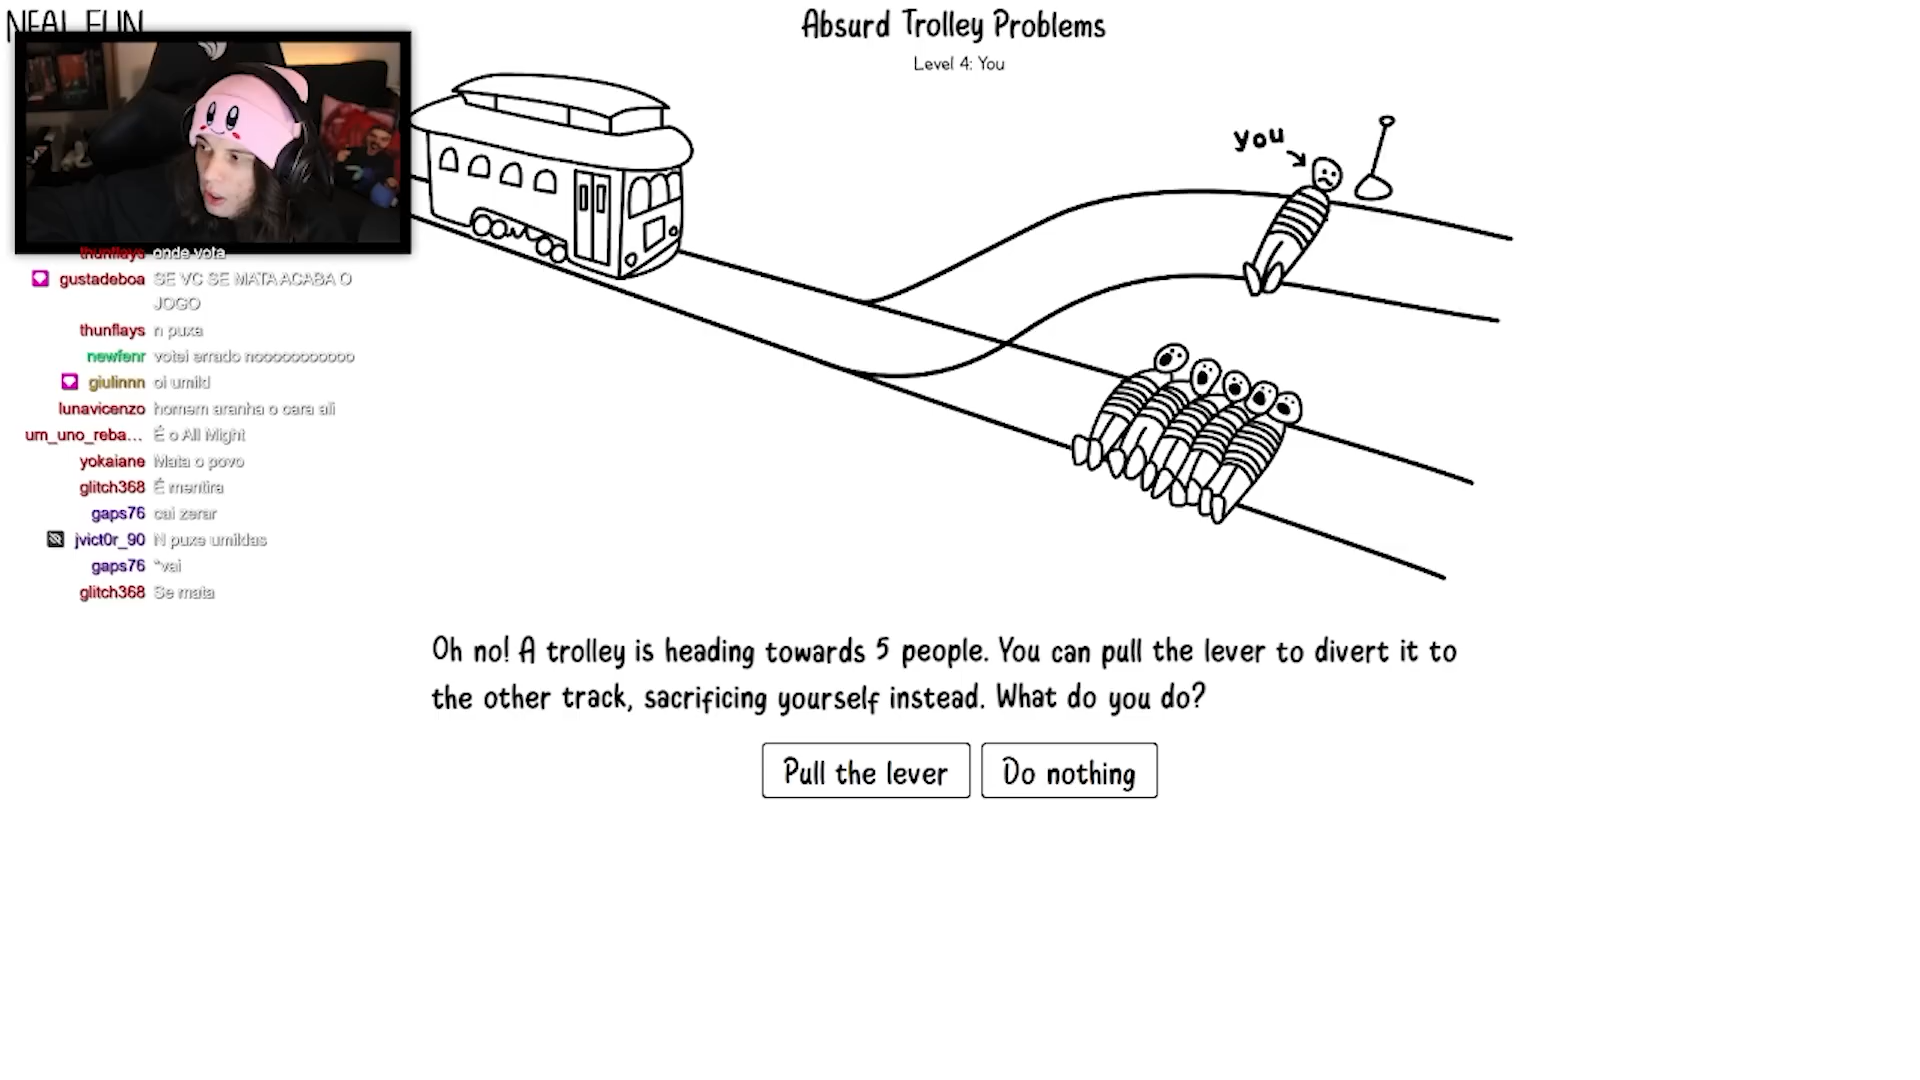 NEAL.FUN
Absurd Trolley Problems
Level 4: You
you
thunflays onde vota
gustadeboa SE VC SE MATA ACABA O
JOGO
thunflays n puxa
newfenr votei errado nooooooooooo
giulinnn oi umild
lunavicenzo homem aranha o cara ali
um_uno_reba... É o All Might
yokaiane Mata o povo
glitch368 É mentira
gaps76 cai zerar
jvict0r_90 N puxe umildas
gaps76 *vai
glitch368 Se mata
Oh no! A trolley is heading towards 5 people. You can pull the lever to divert it to
the other track, sacrificing yourself instead. What do you do?
Pull the lever
Do nothing